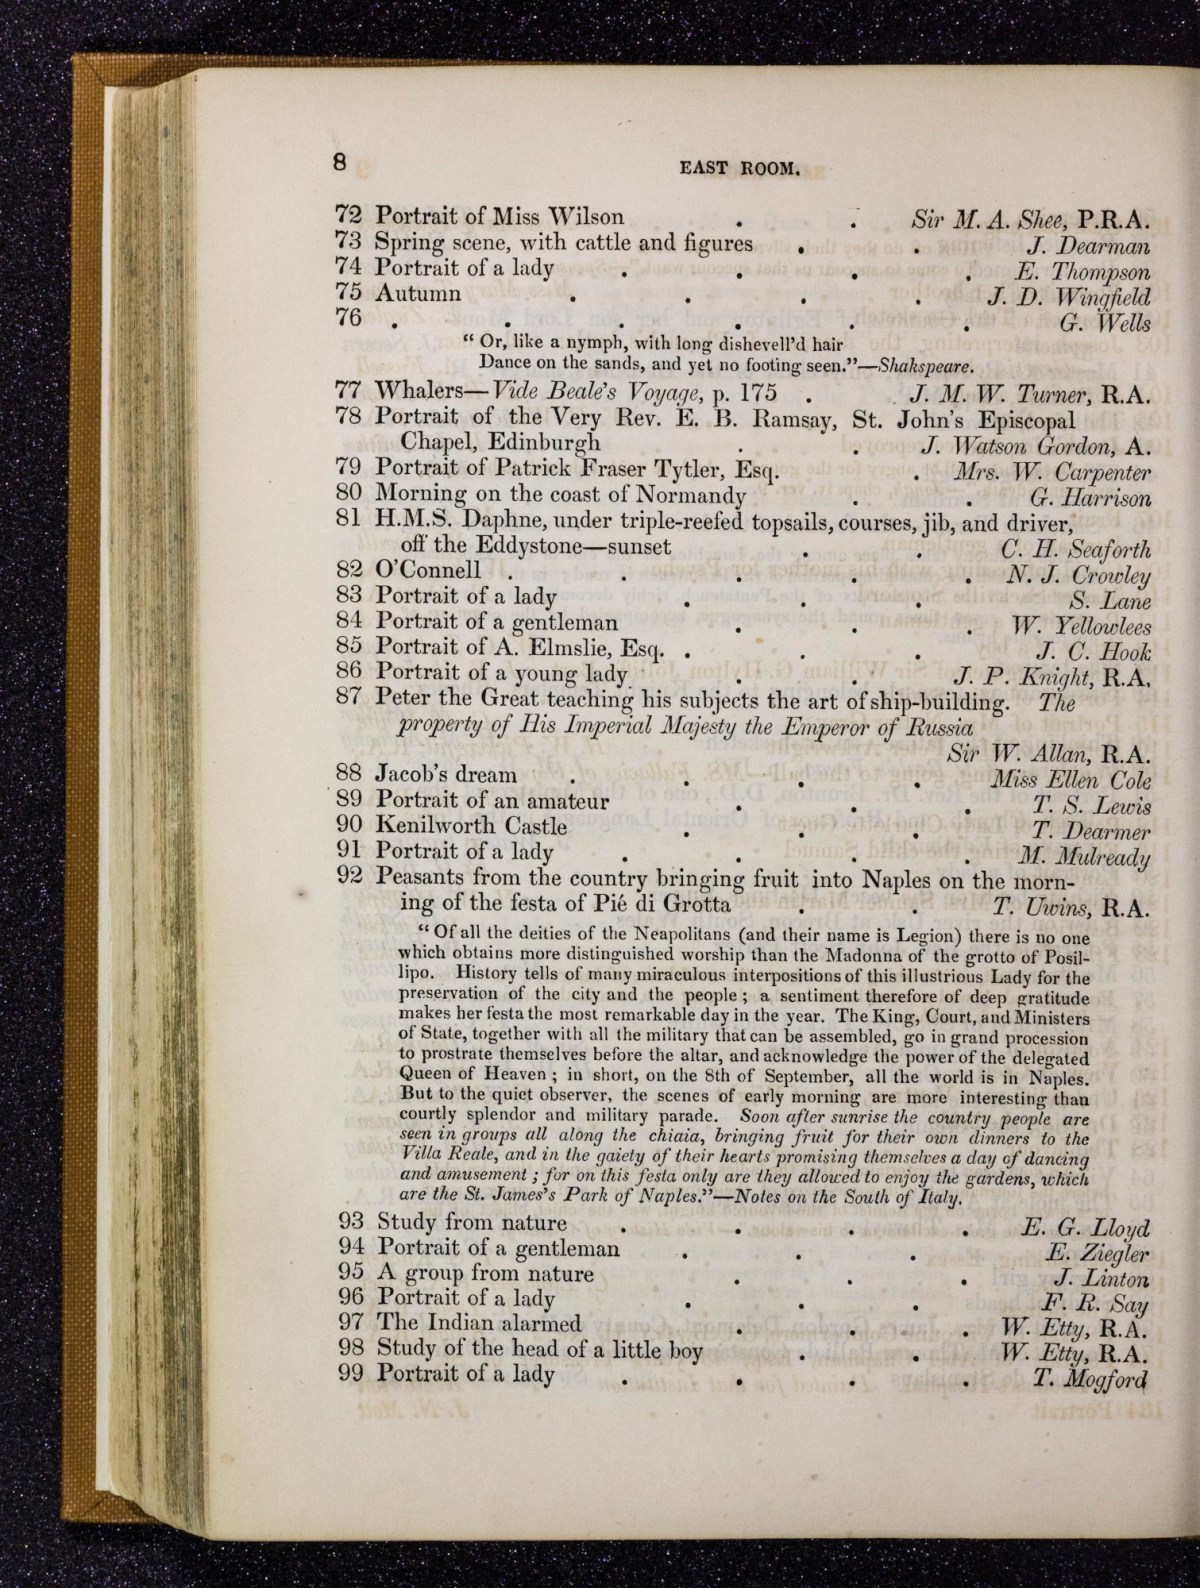 8
EAST ROOM.
72 Portrait of Miss Wilson . . Sir M. A. Shee, P.R.A.
73 Spring scene, with cattle and figures . . J. Dearman
74 Portrait of a lady . . . . E. Thompson
75 Autumn . . . . J. D. Wingfield
76 . . . . . . G. Wells
“ Or, like a nymph, with long dishevell’d hair
Dance on the sands, and yet no footing seen.”—Shakspeare.
77 Whalers—Vide Beale’s Voyage, p. 175 . . J. M. W. Turner, R.A.
78 Portrait of the Very Rev. E. B. Ramsay, St. John’s Episcopal
Chapel, Edinburgh . . J. Watson Gordon, A.
79 Portrait of Patrick Fraser Tytler, Esq. . Mrs. W. Carpenter
80 Morning on the coast of Normandy . . G. Harrison
81 H.M.S. Daphne, under triple-reefed topsails, courses, jib, and driver,
off the Eddystone—sunset . . C. H. Seaforth
82 O’Connell . . . . . N. J. Crowley
83 Portrait of a lady . . . S. Lane
84 Portrait of a gentleman . . . W. Yellowlees
85 Portrait of A. Elmslie, Esq. . . . J. C. Hook
86 Portrait of a young lady . . J. P. Knight, R.A.
87 Peter the Great teaching his subjects the art of ship-building. The
property of His Imperial Majesty the Emperor of Russia
Sir W. Allan, R.A.
88 Jacob’s dream . . . . Miss Ellen Cole
89 Portrait of an amateur . . . T. S. Lewis
90 Kenilworth Castle . . . T. Dearmer
91 Portrait of a lady . . . . M. Mulready
92 Peasants from the country bringing fruit into Naples on the morn-
ing of the festa of Pié di Grotta . . T. Uwins, R.A.
“ Of all the deities of the Neapolitans (and their name is Legion) there is no one
which obtains more distinguished worship than the Madonna of the grotto of Posil-
lipo. History tells of many miraculous interpositions of this illustrious Lady for the
preservation of the city and the people ; a sentiment therefore of deep gratitude
makes her festa the most remarkable day in the year. The King, Court, and Ministers
of State, together with all the military that can be assembled, go in grand procession
to prostrate themselves before the altar, and acknowledge the power of the delegated
Queen of Heaven ; in short, on the 8th of September, all the world is in Naples.
But to the quiet observer, the scenes of early morning are more interesting than
courtly splendor and military parade. Soon after sunrise the country people are
seen in groups all along the chiaia, bringing fruit for their own dinners to the
Villa Reale, and in the gaiety of their hearts promising themselves a day of dancing
and amusement ; for on this festa only are they allowed to enjoy the gardens, which
are the St. James’s Park of Naples.”—Notes on the South of Italy.
93 Study from nature . . . . E. G. Lloyd
94 Portrait of a gentleman . . . E. Ziegler
95 A group from nature . . . J. Linton
96 Portrait of a lady . . . F. R. Say
97 The Indian alarmed . . . W. Etty, R.A.
98 Study of the head of a little boy . . W. Etty, R.A.
99 Portrait of a lady . . . . T. Mogford